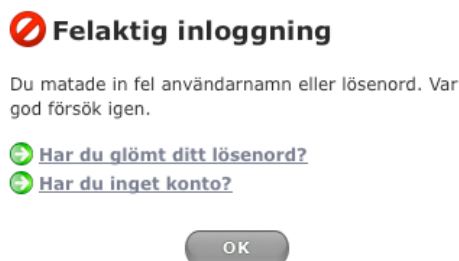 Felaktig inloggning
Du matade in fel användarnamn eller lösenord. Var
god försök igen.
Har du glömt ditt lösenord?
Har du inget konto?
OK